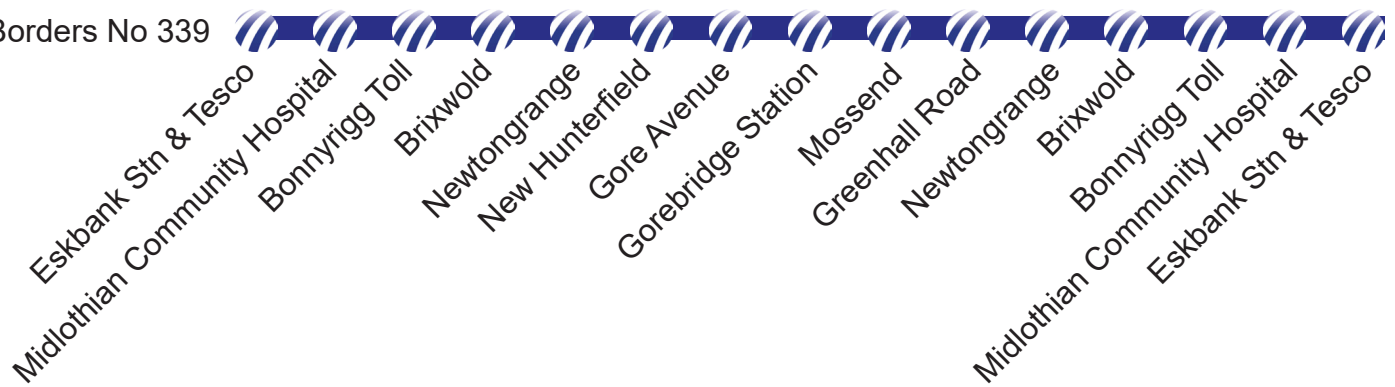 Borders No 339
Eskbank Stn & Tesco
Midlothian Community Hospital
Bonnyrigg Toll
Brixwold
Newtongrange
New Hunterfield
Gore Avenue
Gorebridge Station
Mossend
Greenhall Road
Newtongrange
Brixwold
Bonnyrigg Toll
Midlothian Community Hospital
Eskbank Stn & Tesco